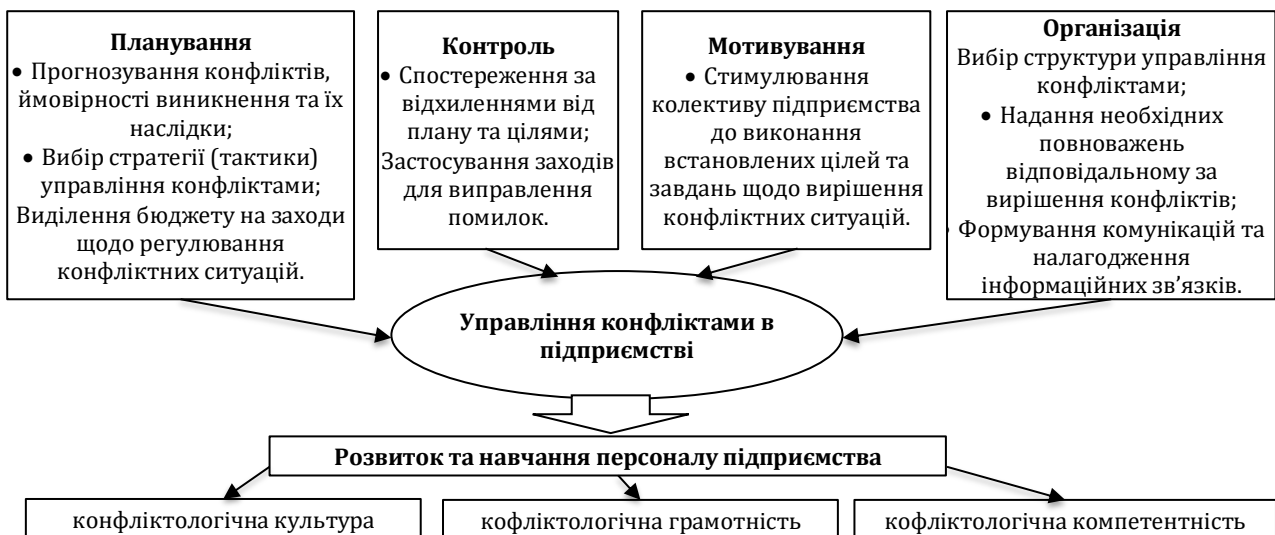 Планування
• Прогнозування конфліктів,
ймовірності виникнення та їх
наслідки;
• Вибір стратегії (тактики)
управління конфліктами;
Виділення бюджету на заходи
щодо регулювання
конфліктних ситуацій.
Контроль
• Спостереження за
відхиленнями від
плану та цілями;
Застосування заходів
для виправлення
помилок.
Мотивування
• Стимулювання
колективу підприємства
до виконання
встановлених цілей та
завдань щодо вирішення
конфліктних ситуацій.
Організація
Вибір структури управління
конфліктами;
• Надання необхідних
повноважень
відповідальному за
вирішення конфліктів;
• Формування комунікацій та
налагодження
інформаційних зв’язків.
Управління конфліктами в
підприємстві
Розвиток та навчання персоналу підприємства
конфліктологічна культура
кофліктологічна грамотність
кофліктологічна компетентність